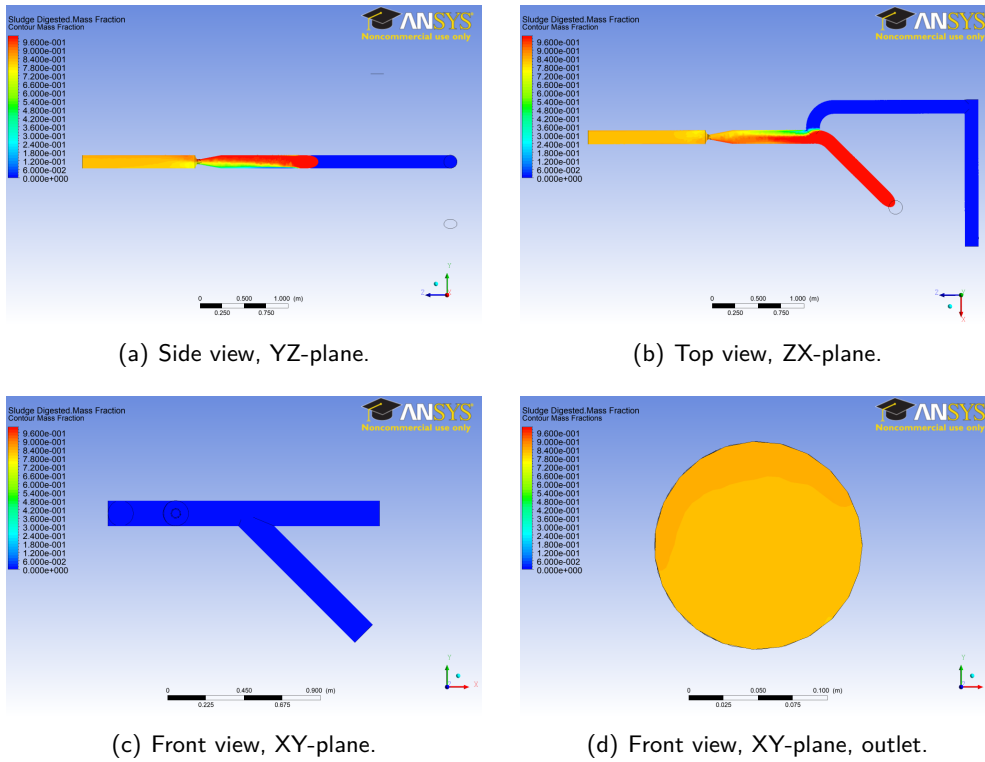 Sludge Digested.Mass Fraction
Contour Mass Fraction
9.600e-001
9.000e-001
8.400e-001
7.800e-001
7.200e-001
6.600e-001
6.000e-001
5.400e-001
4.800e-001
4.200e-001
3.600e-001
3.000e-001
2.400e-001
1.800e-001
1.200e-001
6.000e-002
0.000e+000
ANSYS
Noncommercial use only
Y
Z
X
0 0.500 1.000 (m)
0.250 0.750
(a) Side view, YZ-plane.
Sludge Digested.Mass Fraction
Contour Mass Fractions
9.600e-001
9.000e-001
8.400e-001
7.800e-001
7.200e-001
6.600e-001
6.000e-001
5.400e-001
4.800e-001
4.200e-001
3.600e-001
3.000e-001
2.400e-001
1.800e-001
1.200e-001
6.000e-002
0.000e+000
ANSYS
Noncommercial use only
Z
Y
X
0 0.500 1.000 (m)
0.250 0.750
(b) Top view, ZX-plane.
Sludge Digested.Mass Fraction
Contour Mass Fraction
9.600e-001
9.000e-001
8.400e-001
7.800e-001
7.200e-001
6.600e-001
6.000e-001
5.400e-001
4.800e-001
4.200e-001
3.600e-001
3.000e-001
2.400e-001
1.800e-001
1.200e-001
6.000e-002
0.000e+000
ANSYS
Noncommercial use only
Y
X
0 0.450 0.900 (m)
0.225 0.675
(c) Front view, XY-plane.
Sludge Digested.Mass Fraction
Contour Mass Fractions
9.600e-001
9.000e-001
8.400e-001
7.800e-001
7.200e-001
6.600e-001
6.000e-001
5.400e-001
4.800e-001
4.200e-001
3.600e-001
3.000e-001
2.400e-001
1.800e-001
1.200e-001
6.000e-002
0.000e+000
ANSYS
Noncommercial use only
Y
X
0 0.050 0.100 (m)
0.025 0.075
(d) Front view, XY-plane, outlet.